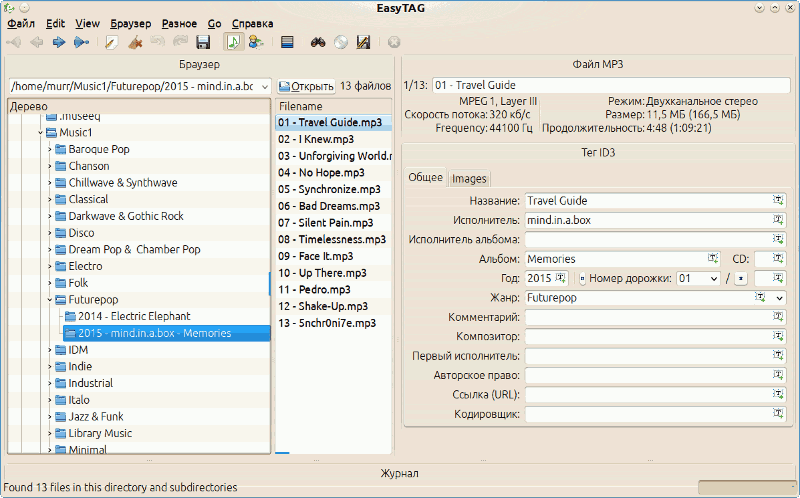 EasyTAG
Файл Edit View Браузер Разное Go Справка
Браузер
/home/murr/Music1/Futurepop/2015 - mind.in.a.bo
Открыть
13 файлов
Дерево
.museeq
Music1
Baroque Pop
Chanson
Chillwave & Synthwave
Classical
Darkwave & Gothic Rock
Disco
Dream Pop & Chamber Pop
Electro
Folk
Futurepop
2014 - Electric Elephant
2015 - mind.in.a.box - Memories
IDM
Indie
Industrial
Italo
Jazz & Funk
Library Music
Minimal
Filename
01 - Travel Guide.mp3
02 - I Knew.mp3
03 - Unforgiving World.m
04 - No Hope.mp3
05 - Synchronize.mp3
06 - Bad Dreams.mp3
07 - Silent Pain.mp3
08 - Timelessness.mp3
09 - Face It.mp3
10 - Up There.mp3
11 - Pedro.mp3
12 - Shake-Up.mp3
13 - 5nchr0ni7e.mp3
Файл MP3
1/13: 01 - Travel Guide
MPEG 1, Layer III
Скорость потока: 320 кб/с
Frequency: 44100 Гц
Режим: Двухканальное стерео
Размер: 11,5 МБ (166,5 МБ)
Продолжительность: 4:48 (1:09:21)
Тег ID3
Общее Images
Название: Travel Guide
Исполнитель: mind.in.a.box
Исполнитель альбома:
Альбом: Memories CD:
Год: 2015 Номер дорожки: 01 /
Жанр: Futurepop
Комментарий:
Композитор:
Первый исполнитель:
Авторское право:
Ссылка (URL):
Кодировщик:
Журнал
Found 13 files in this directory and subdirectories